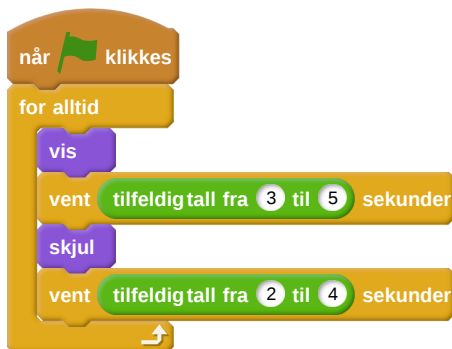 når klikkes
for alltid
vis
vent tilfeldig tall fra 3 til 5 sekunder
skjul
vent tilfeldig tall fra 2 til 4 sekunder